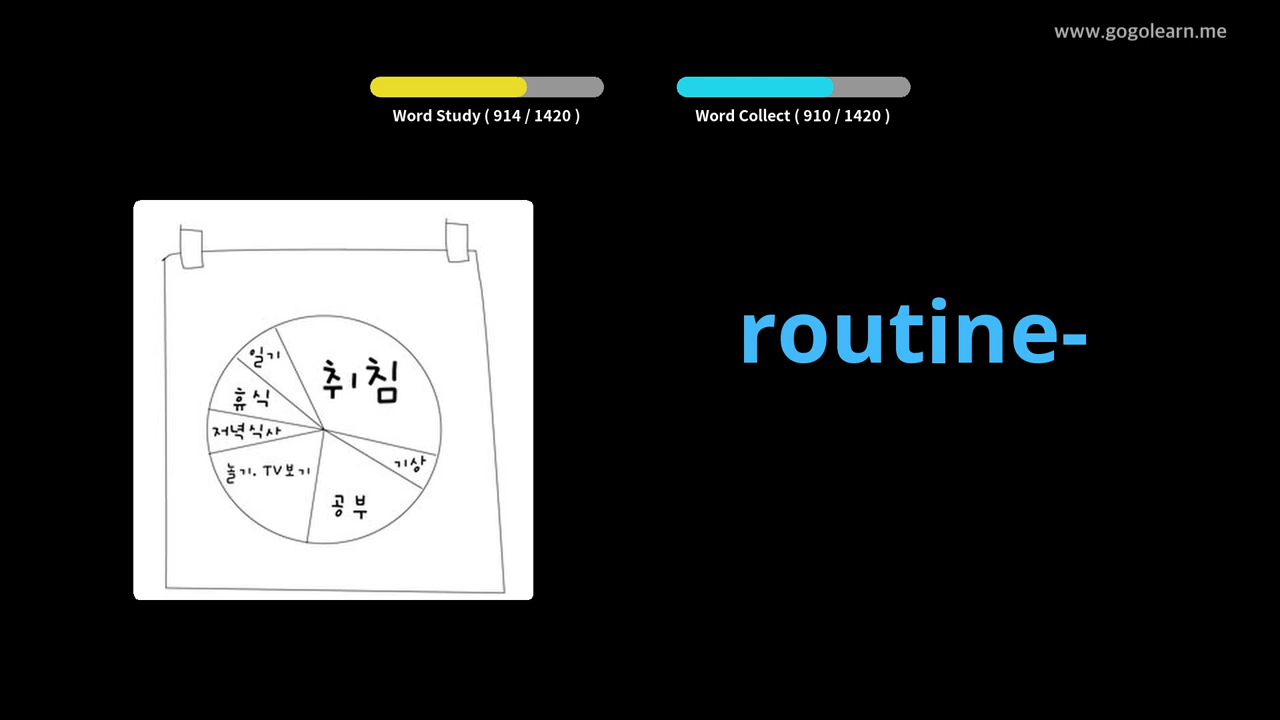 www.gogolearn.me
Word Study ( 914 / 1420 )
Word Collect ( 910 / 1420 )
일기
취침
휴식
저녁식사
놀기. TV보기
기상
공부
routine-